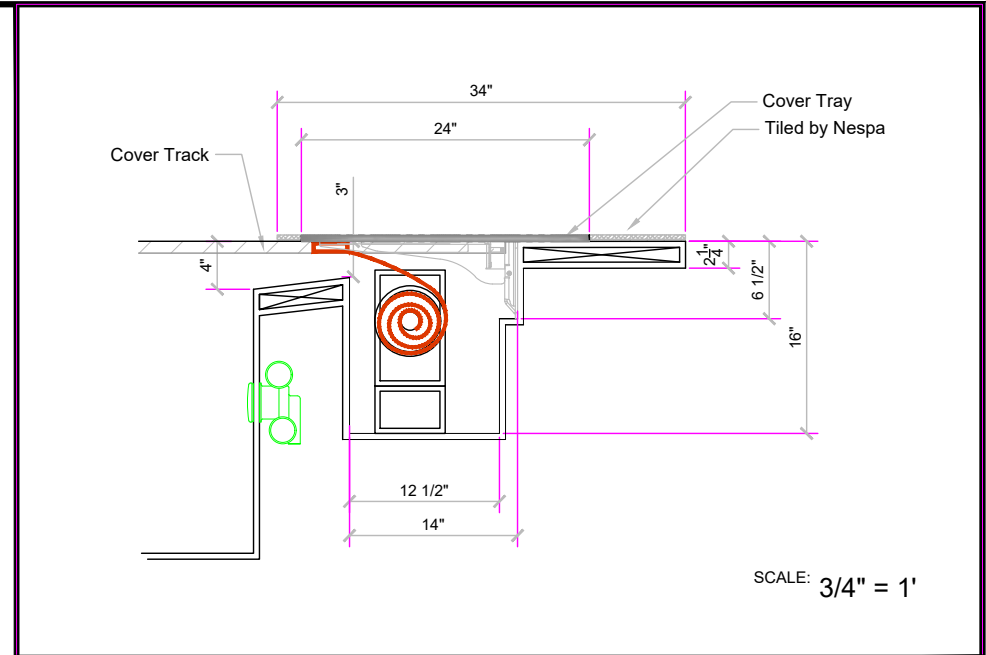 34"
Cover Tray
24"
Tiled by Nespa
Cover Track
3"
4"
2 1/4"
6 1/2"
16"
12 1/2"
14"
SCALE: 3/4" = 1'